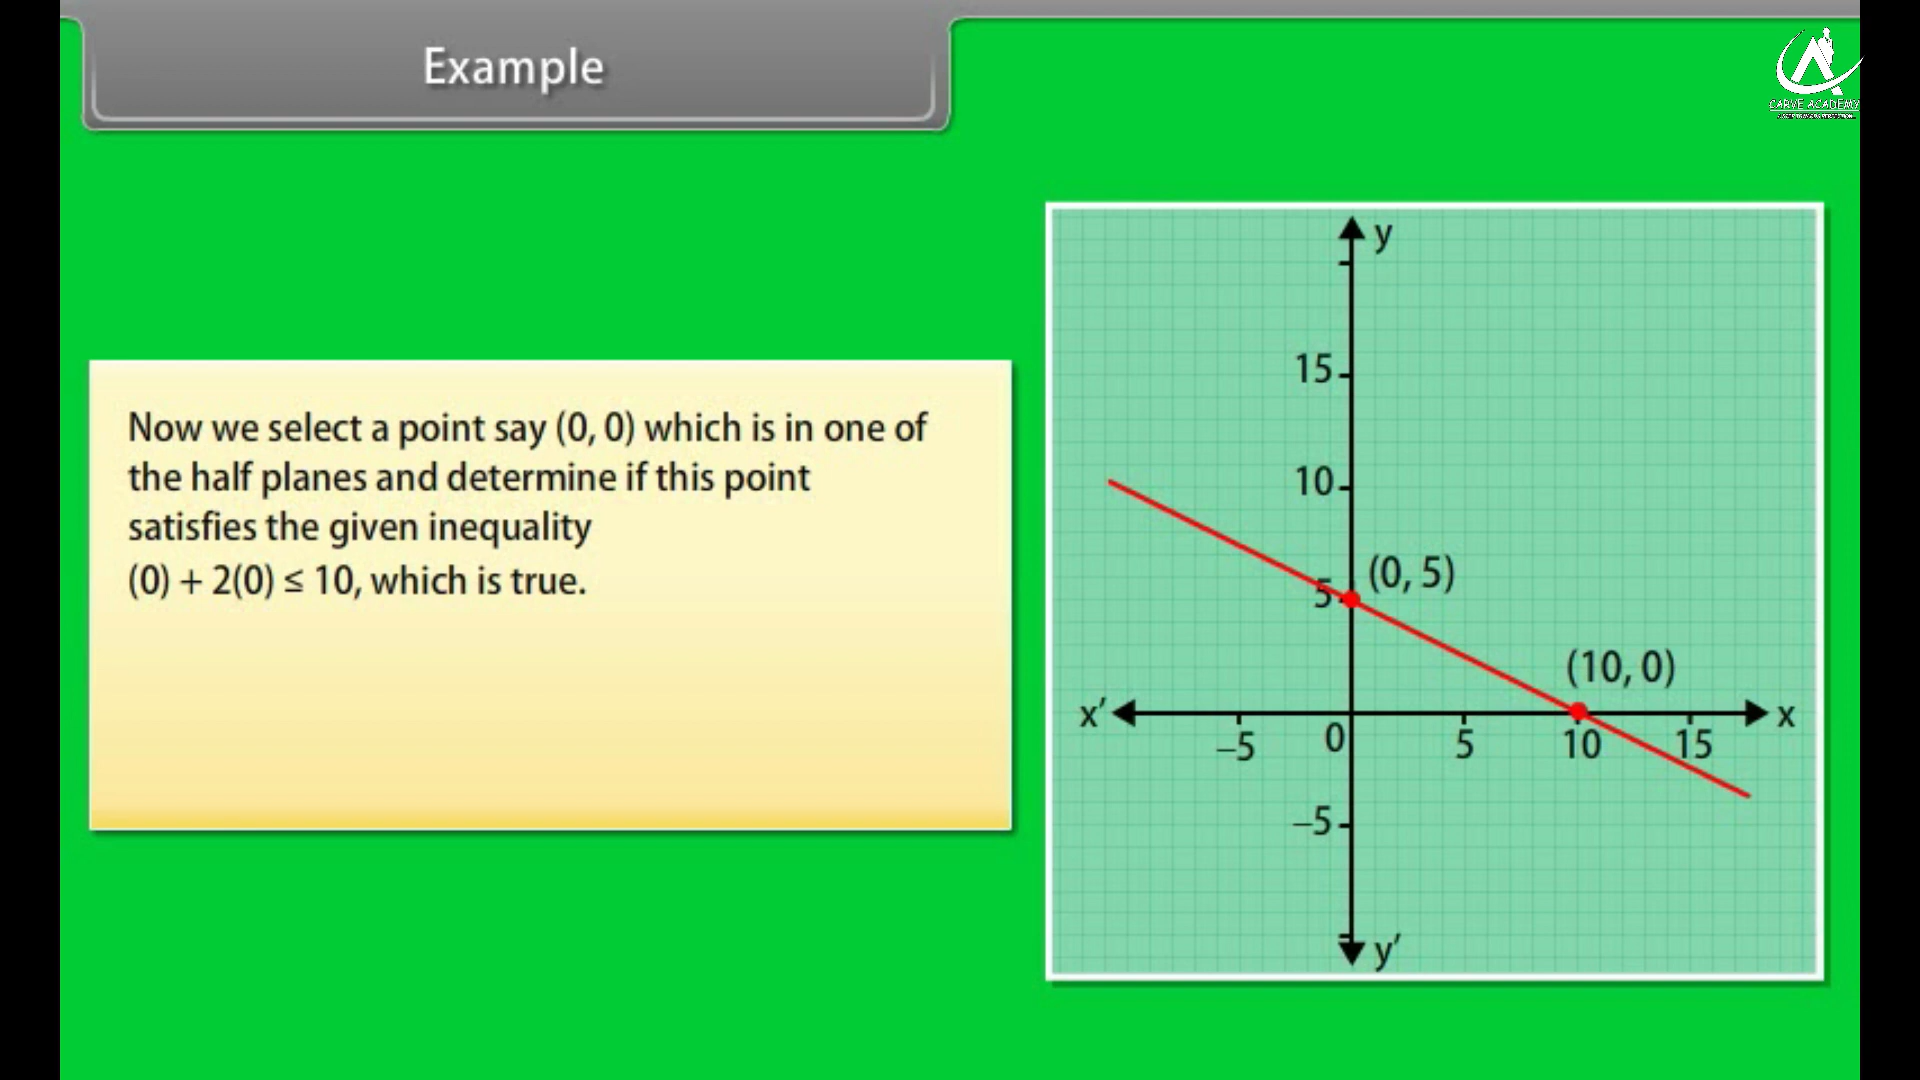 Example
CARVE ACADEMY
Now we select a point say (0, 0) which is in one of
the half planes and determine if this point
satisfies the given inequality
(0) + 2(0) ≤ 10, which is true.
y
15
10
5
(0, 5)
(10, 0)
x′
x
−5
0
5
10
15
−5
y′